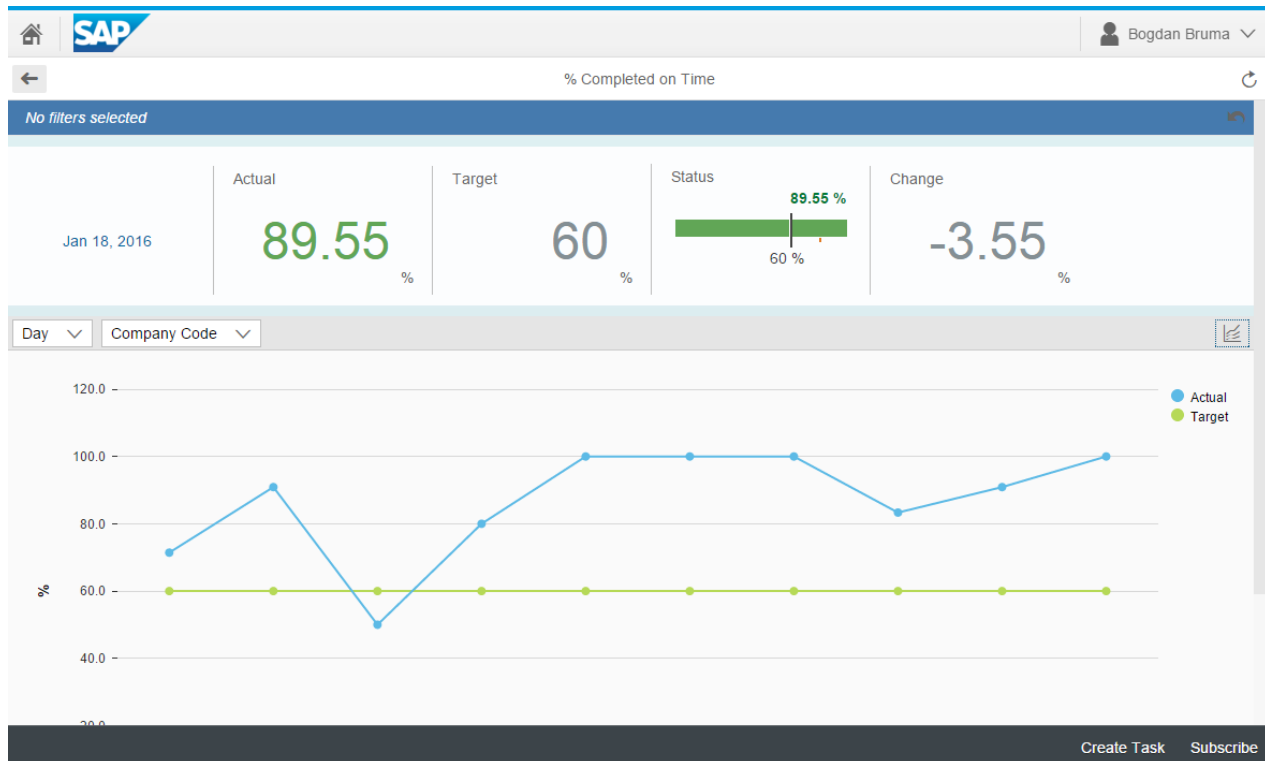 SAP
Bogdan Bruma
% Completed on Time
No filters selected
Jan 18, 2016
Actual
89.55
%
Target
60
%
Status
89.55 %
60 %
Change
-3.55
%
Day
Company Code
120.0
100.0
80.0
60.0
40.0
%
Actual
Target
Create Task
Subscribe